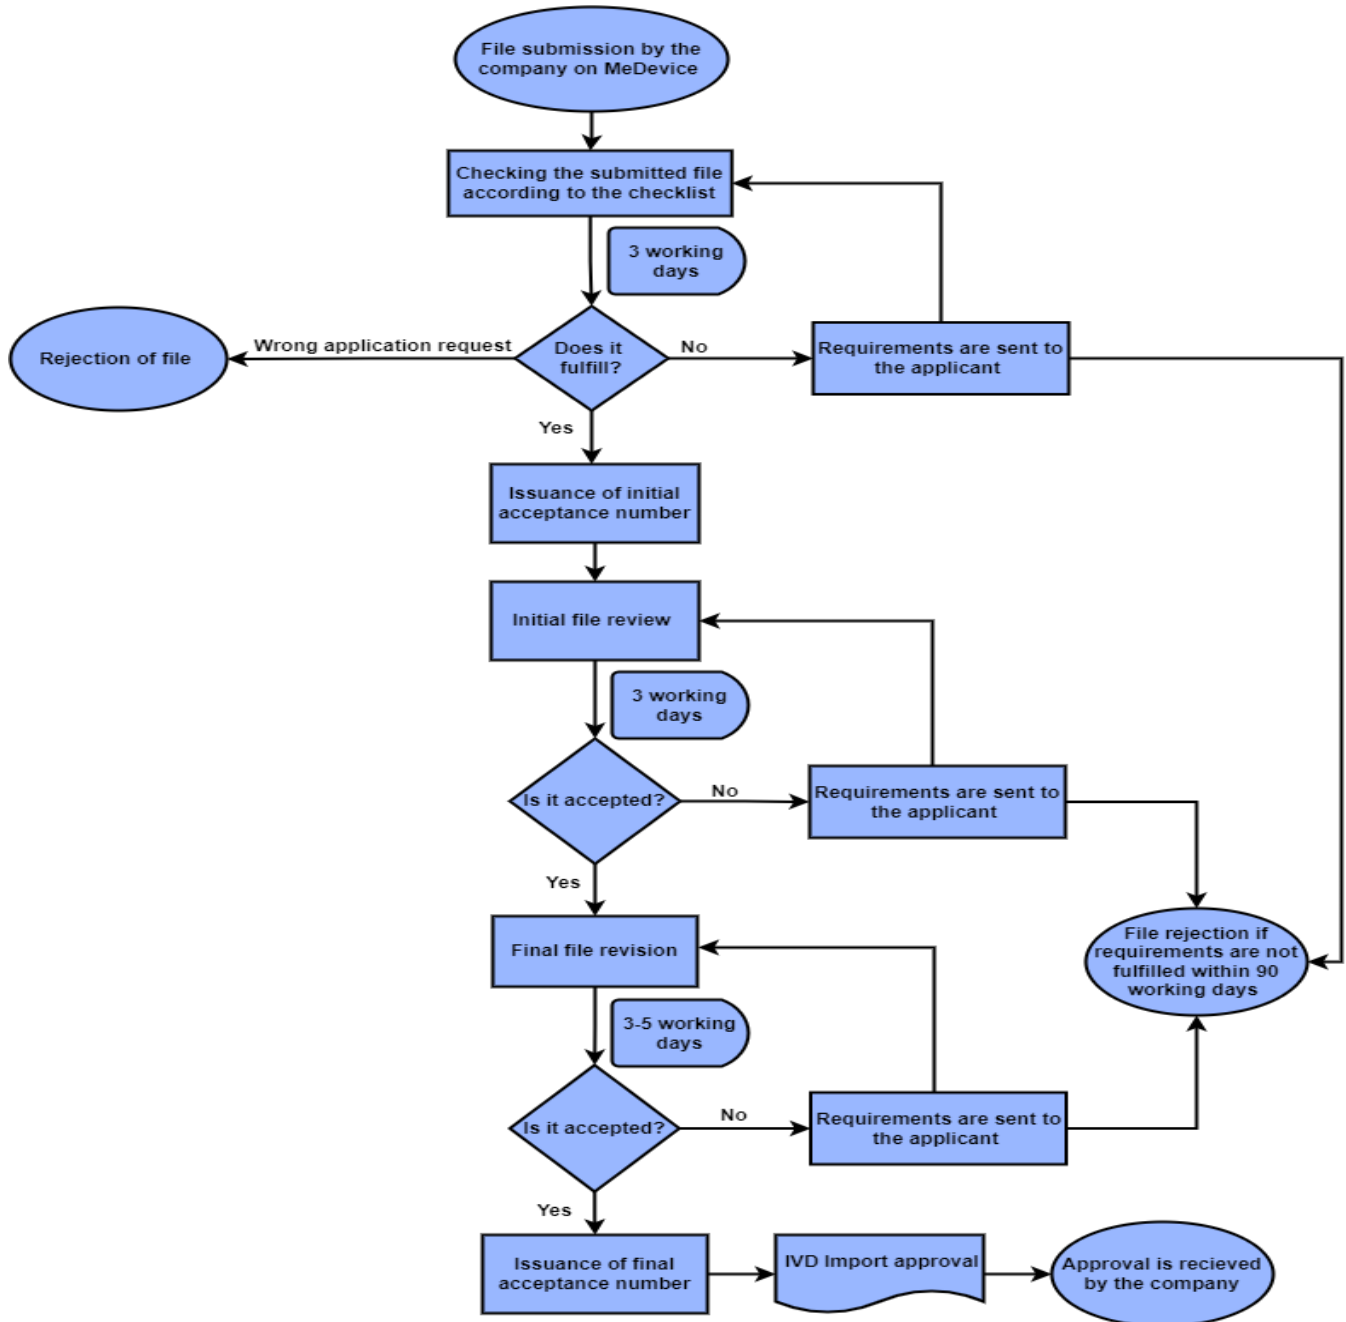 File submission by the
company on MeDevice
Checking the submitted file
according to the checklist
3 working
days
Wrong application request
Rejection of file
Does it
fulfill?
No
Requirements are sent to
the applicant
Yes
Issuance of initial
acceptance number
Initial file review
3 working
days
Is it accepted?
No
Requirements are sent to
the applicant
Yes
Final file revision
File rejection if
requirements are not
fulfilled within 90
working days
3-5 working
days
Is it accepted?
No
Requirements are sent to
the applicant
Yes
Issuance of final
acceptance number
IVD Import approval
Approval is recieved
by the company